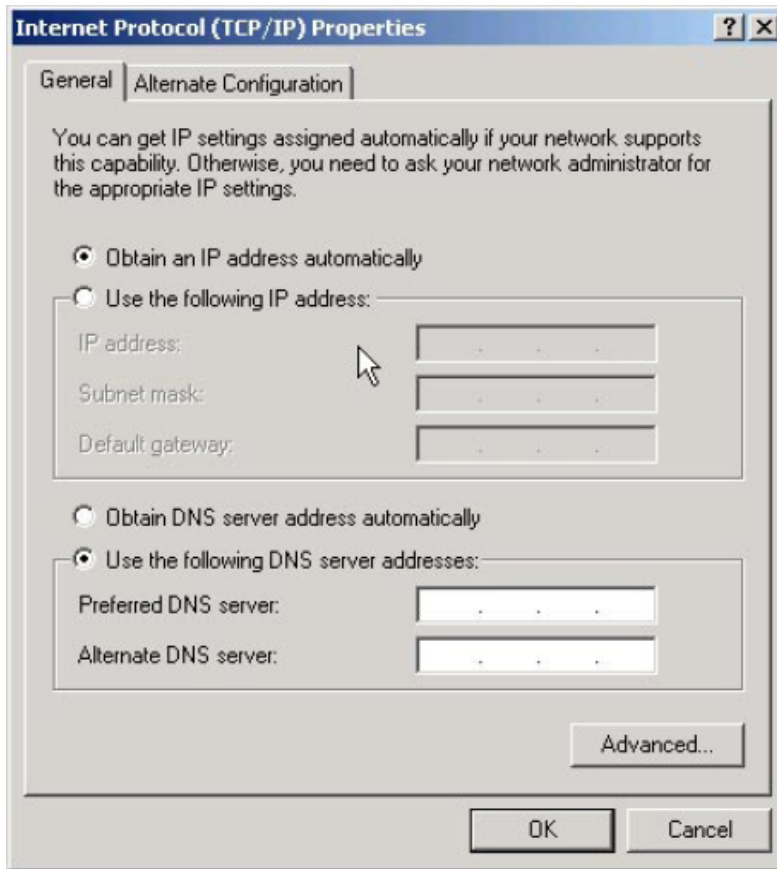 Internet Protocol (TCP/IP) Properties
General
Alternate Configuration
You can get IP settings assigned automatically if your network supports
this capability. Otherwise, you need to ask your network administrator for
the appropriate IP settings.
Obtain an IP address automatically
Use the following IP address:
IP address:
Subnet mask:
Default gateway:
Obtain DNS server address automatically
Use the following DNS server addresses:
Preferred DNS server:
Alternate DNS server:
Advanced...
OK
Cancel